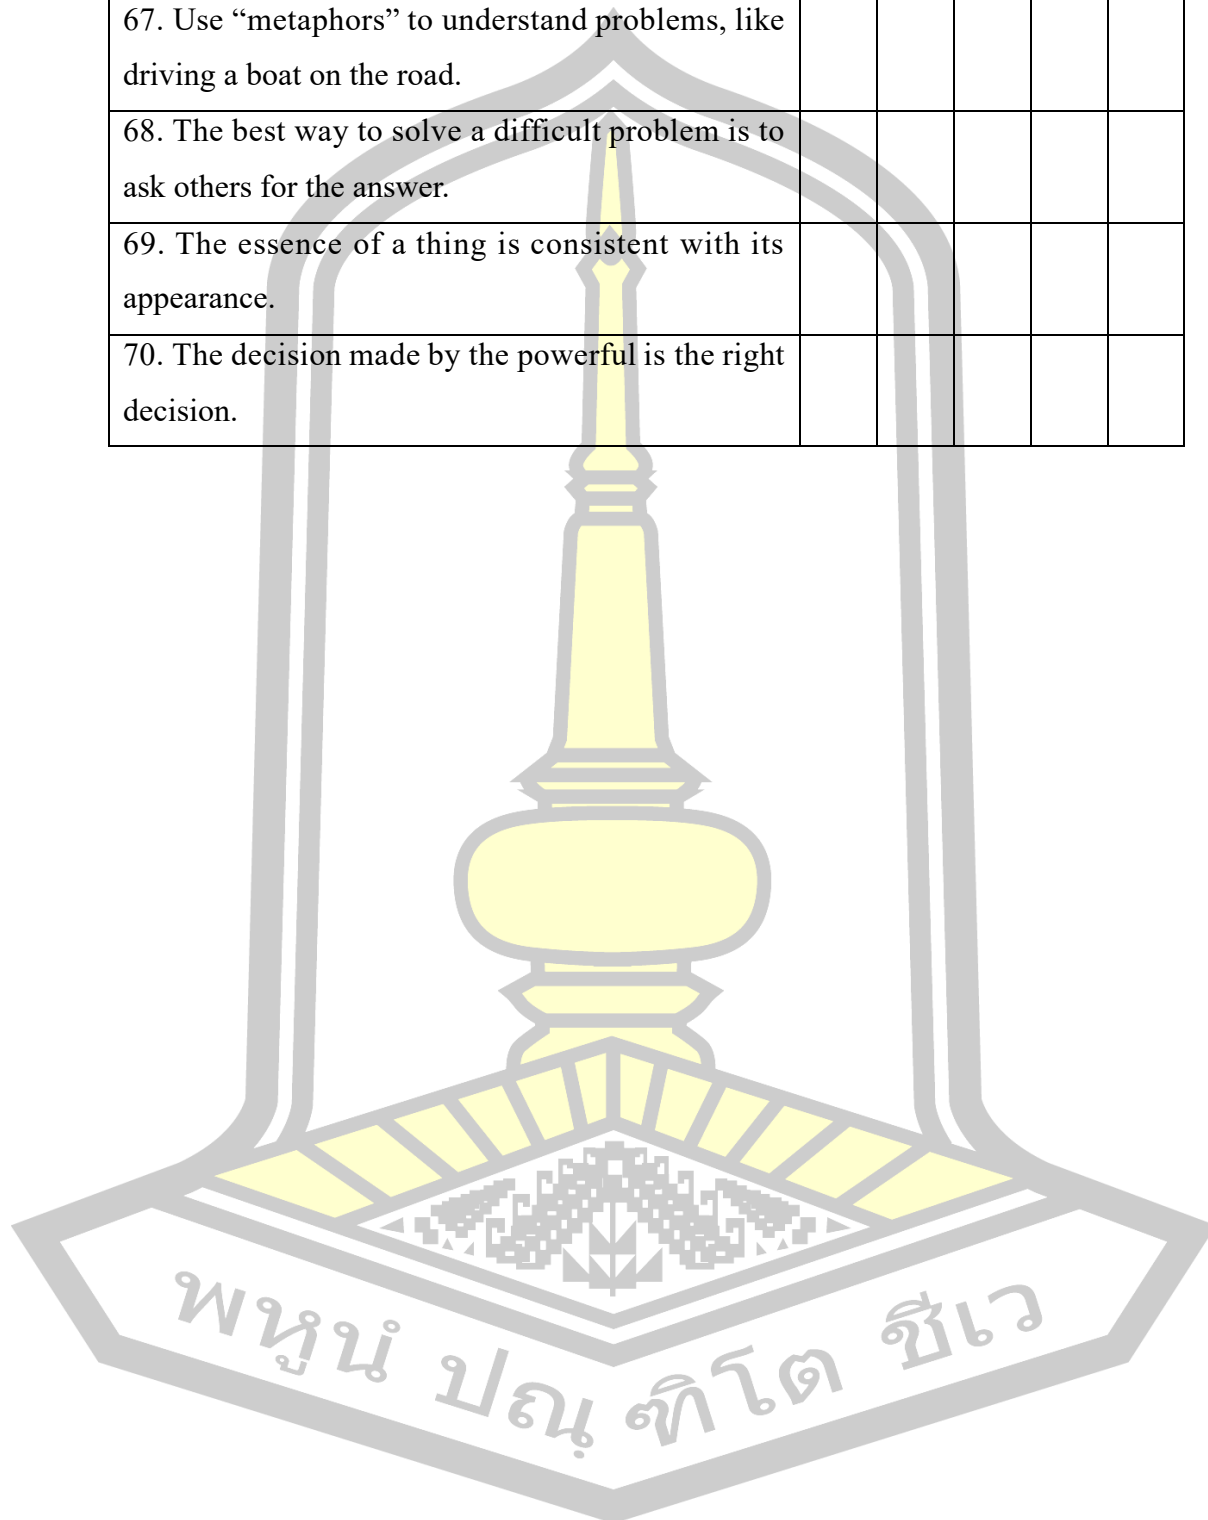 67. Use “metaphors” to understand problems, like
driving a boat on the road.
68. The best way to solve a difficult problem is to
ask others for the answer.
69. The essence of a thing is consistent with its
appearance.
70. The decision made by the powerful is the right
decision.
พหูนํ ปณฺฑิโต ชีเว